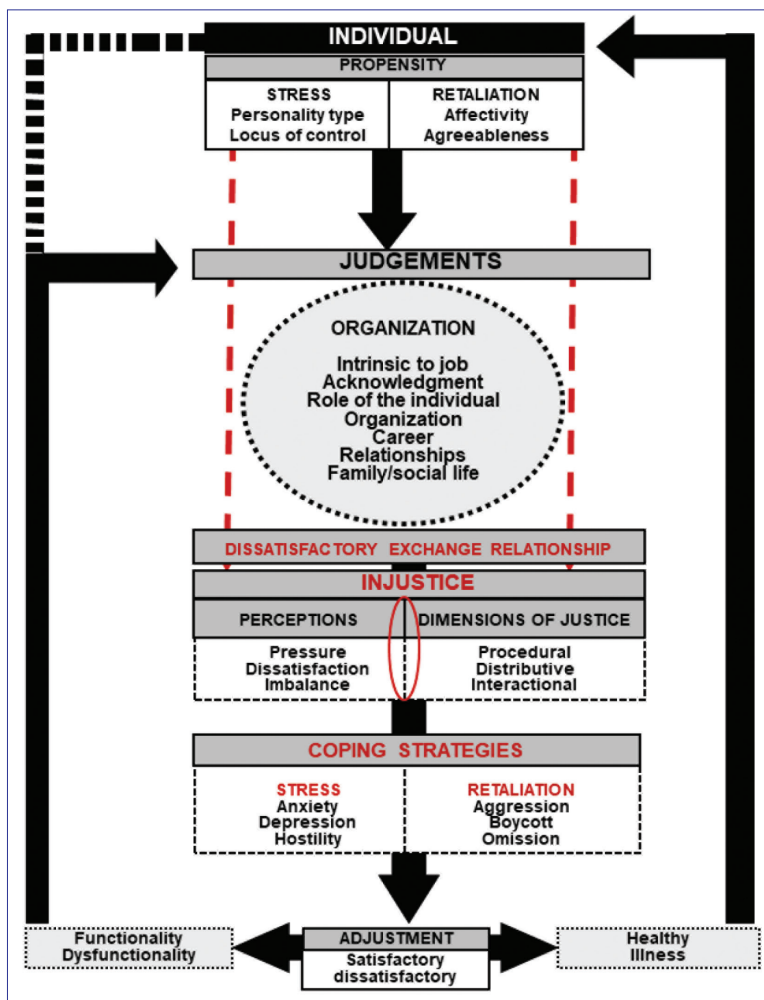 INDIVIDUAL
PROPENSITY
STRESS
Personality type
Locus of control
RETALIATION
Affectivity
Agreeableness
JUDGEMENTS
ORGANIZATION
Intrinsic to job
Acknowledgment
Role of the individual
Organization
Career
Relationships
Family/social life
DISSATISFACTORY EXCHANGE RELATIONSHIP
INJUSTICE
PERCEPTIONS
Pressure
Dissatisfaction
Imbalance
DIMENSIONS OF JUSTICE
Procedural
Distributive
Interactional
COPING STRATEGIES
STRESS
Anxiety
Depression
Hostility
RETALIATION
Aggression
Boycott
Omission
Functionality
Dysfunctionality
ADJUSTMENT
Satisfactory
dissatisfactory
Healthy
Illness